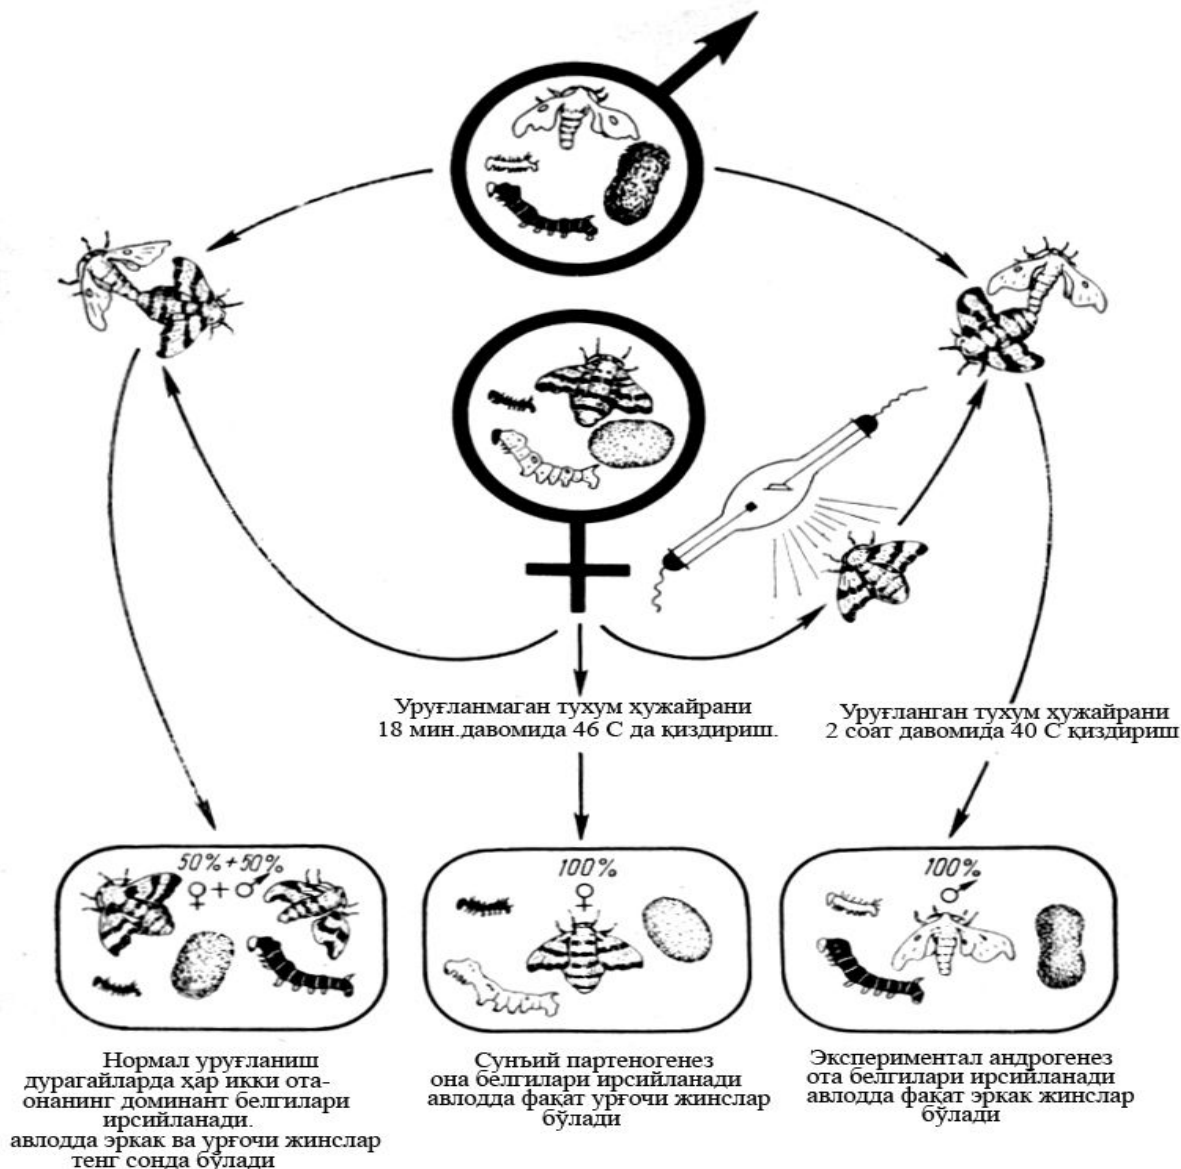 Уруғланмаган тухум ҳужайрани
18 мин.давомида 46 С да қиздириш.
Уруғланган тухум ҳужайрани
2 соат давомида 40 С қиздириш
50%+50%
♀+♂
100%
♀
100%
♂
Нормал уруғланиш
дурагайларда ҳар икки ота-
онанинг доминант белгилари
ирсийланади.
авлодда эркак ва урғочи жинслар
тенг сонда бўлади
Сунъий партеногенез
она белгилари ирсийланади
авлодда фақат урғочи жинслар
бўлади
Экспериментал андрогенез
ота белгилари ирсийланади
авлодда фақат эркак жинслар
бўлади